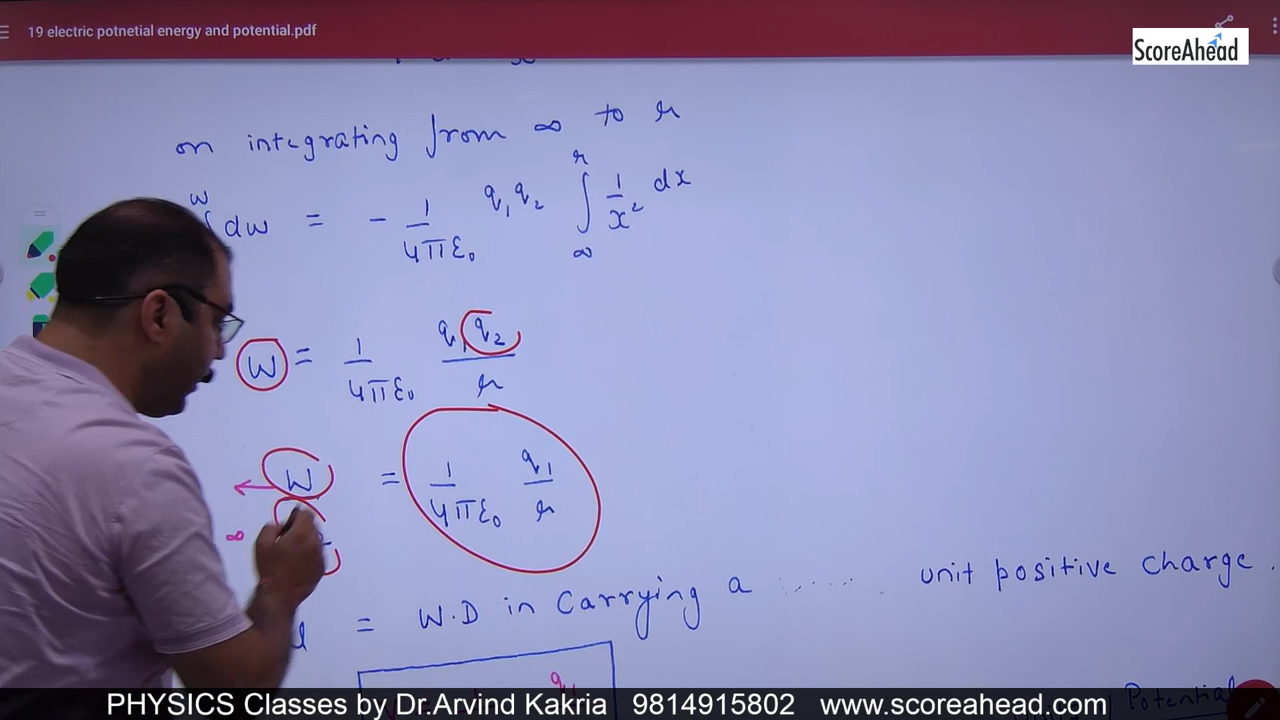 19 electric potnetial energy and potential.pdf
ScoreAhead
on integrating from ∞ to r
∫ʷ dw = - 1/4πε₀ q₁q₂ ∫_∞^r 1/x² dx
W = 1/4πε₀ q₁q₂/r
W = 1/4πε₀ q₁/r
∞
= W.D in Carrying a ........ unit positive charge.
q₁
Potential
PHYSICS Classes by Dr.Arvind Kakria 9814915802 www.scoreahead.com